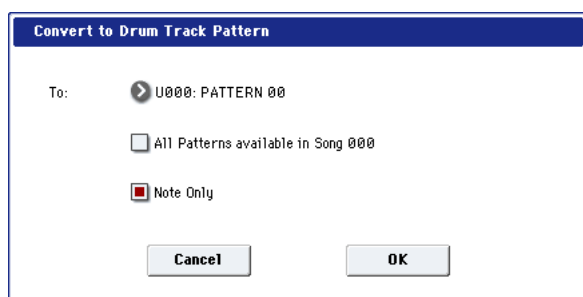 Convert to Drum Track Pattern
To: U000: PATTERN 00
All Patterns available in Song 000
Note Only
Cancel OK